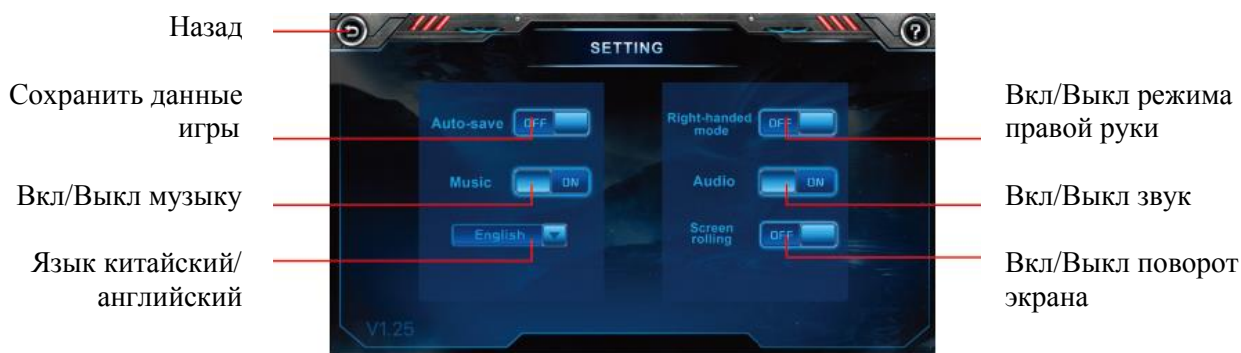 Назад
Сохранить данные
игры
Вкл/Выкл музыку
Язык китайский/
английский
SETTING
?
Auto-save OFF
Music ON
English
Right-handed
mode
OFF
Audio ON
Screen
rolling
OFF
V1.25
Вкл/Выкл режима
правой руки
Вкл/Выкл звук
Вкл/Выкл поворот
экрана